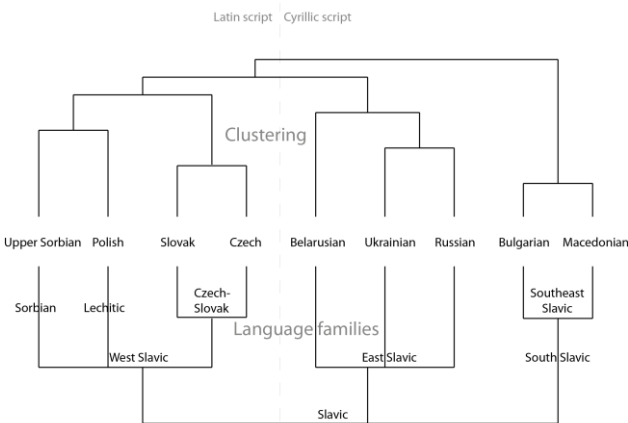 Latin script Cyrillic script
Clustering
Upper Sorbian Polish Slovak Czech Belarusian Ukrainian Russian Bulgarian Macedonian
Sorbian Lechitic Czech-
Slovak
Southeast
Slavic
Language families
West Slavic East Slavic South Slavic
Slavic